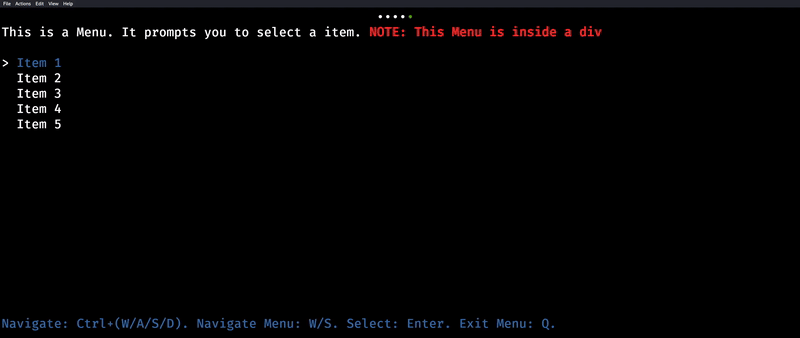 File Actions Edit View Help
This is a Menu. It prompts you to select a item. NOTE: This Menu is inside a div
> Item 1
Item 2
Item 3
Item 4
Item 5
Navigate: Ctrl+(W/A/S/D). Navigate Menu: W/S. Select: Enter. Exit Menu: Q.